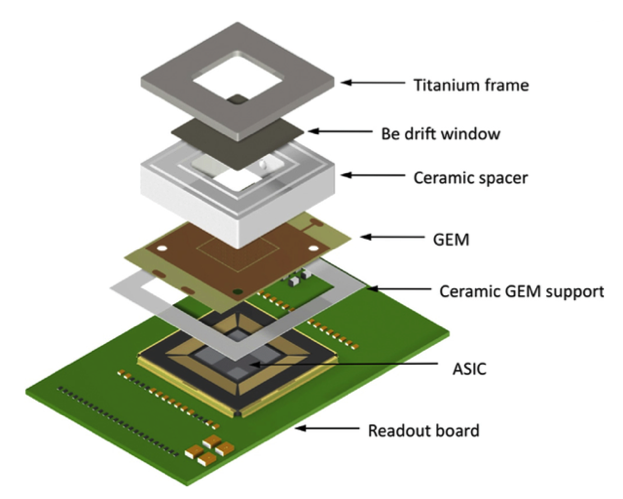 Titanium frame
Be drift window
Ceramic spacer
GEM
Ceramic GEM support
ASIC
Readout board